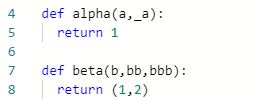 4 def alpha(a,_a):
5 return 1
6
7 def beta(b,bb,bbb):
8 return (1,2)